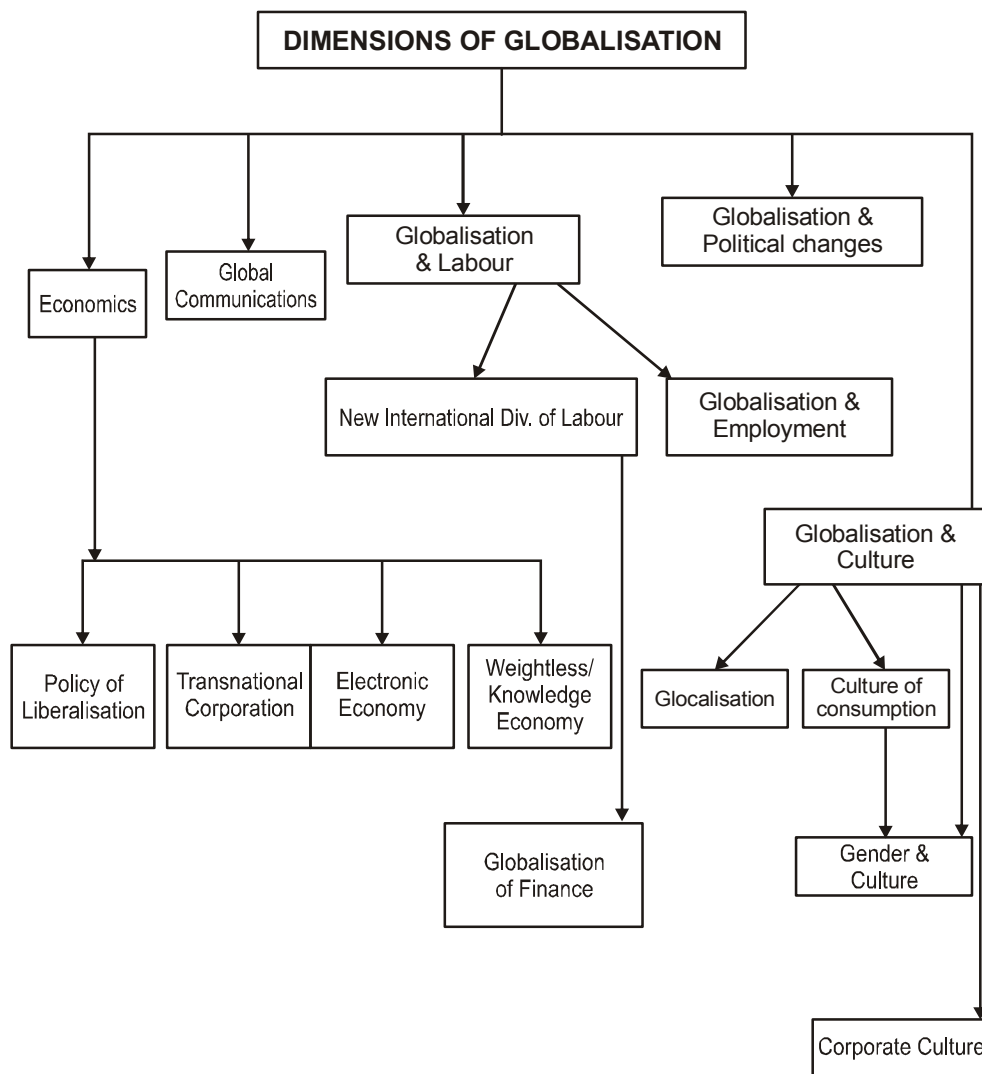 DIMENSIONS OF GLOBALISATION
Globalisation &
Political changes
Globalisation
& Labour
Global
Communications
Economics
New International Div. of Labour
Globalisation &
Employment
Globalisation &
Culture
Policy of
Liberalisation
Transnational
Corporation
Electronic
Economy
Weightless/
Knowledge
Economy
Glocalisation
Culture of
consumption
Globalisation
of Finance
Gender &
Culture
Corporate Culture